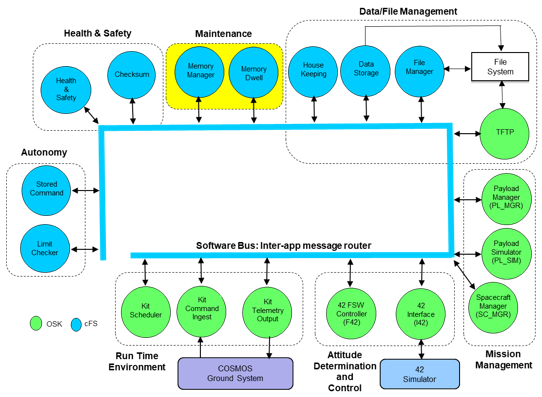 Health & Safety
Maintenance
Data/File Management
Health
&
Safety
Checksum
Memory
Manager
Memory
Dwell
House
Keeping
Data
Storage
File
Manager
File
System
TFTP
Autonomy
Stored
Command
Limit
Checker
Payload
Manager
(PL_MGR)
Payload
Simulator
(PL_SIM)
Spacecraft
Manager
(SC_MGR)
Mission
Management
Software Bus: Inter-app message router
Kit
Scheduler
Kit
Command
Ingest
Kit
Telemetry
Output
42 FSW
Controller
(F42)
42
Interface
(I42)
OSK
cFS
Run Time
Environment
COSMOS
Ground System
Attitude
Determination
and
Control
42
Simulator